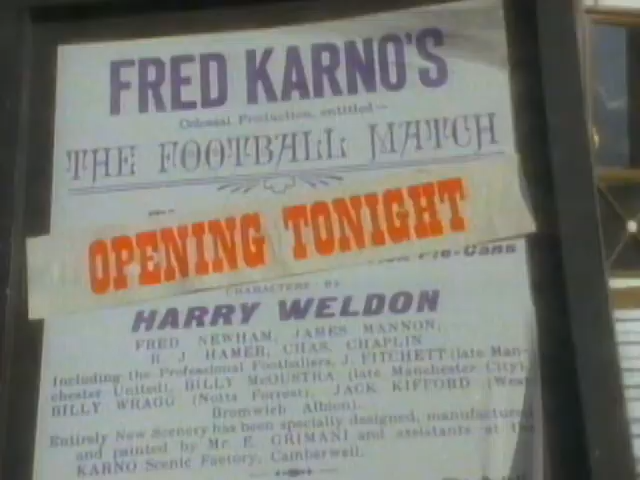 FRED KARNO'S
Colossal Production, entitled—
THE FOOTBALL MATCH
OPENING TONIGHT
Pie-Cans
CHARACTERS BY
HARRY WELDON
FRED NEWHAM, JAMES MANNON,
R. J HAMER, CHAS. CHAPLIN
Including the Professional Footballers, J. FITCHETT (late Man-
chester United), BILLY McOUSTRA (late Manchester City),
BILLY WRAGG (Notts Forrest), JACK KIFFORD (West
Bromwich Albion).
Entirely New Scenery has been specially designed, manufactured
and painted by Mr. F. GRIMANI and assistants at the
KARNO Scenic Factory, Camberwell.